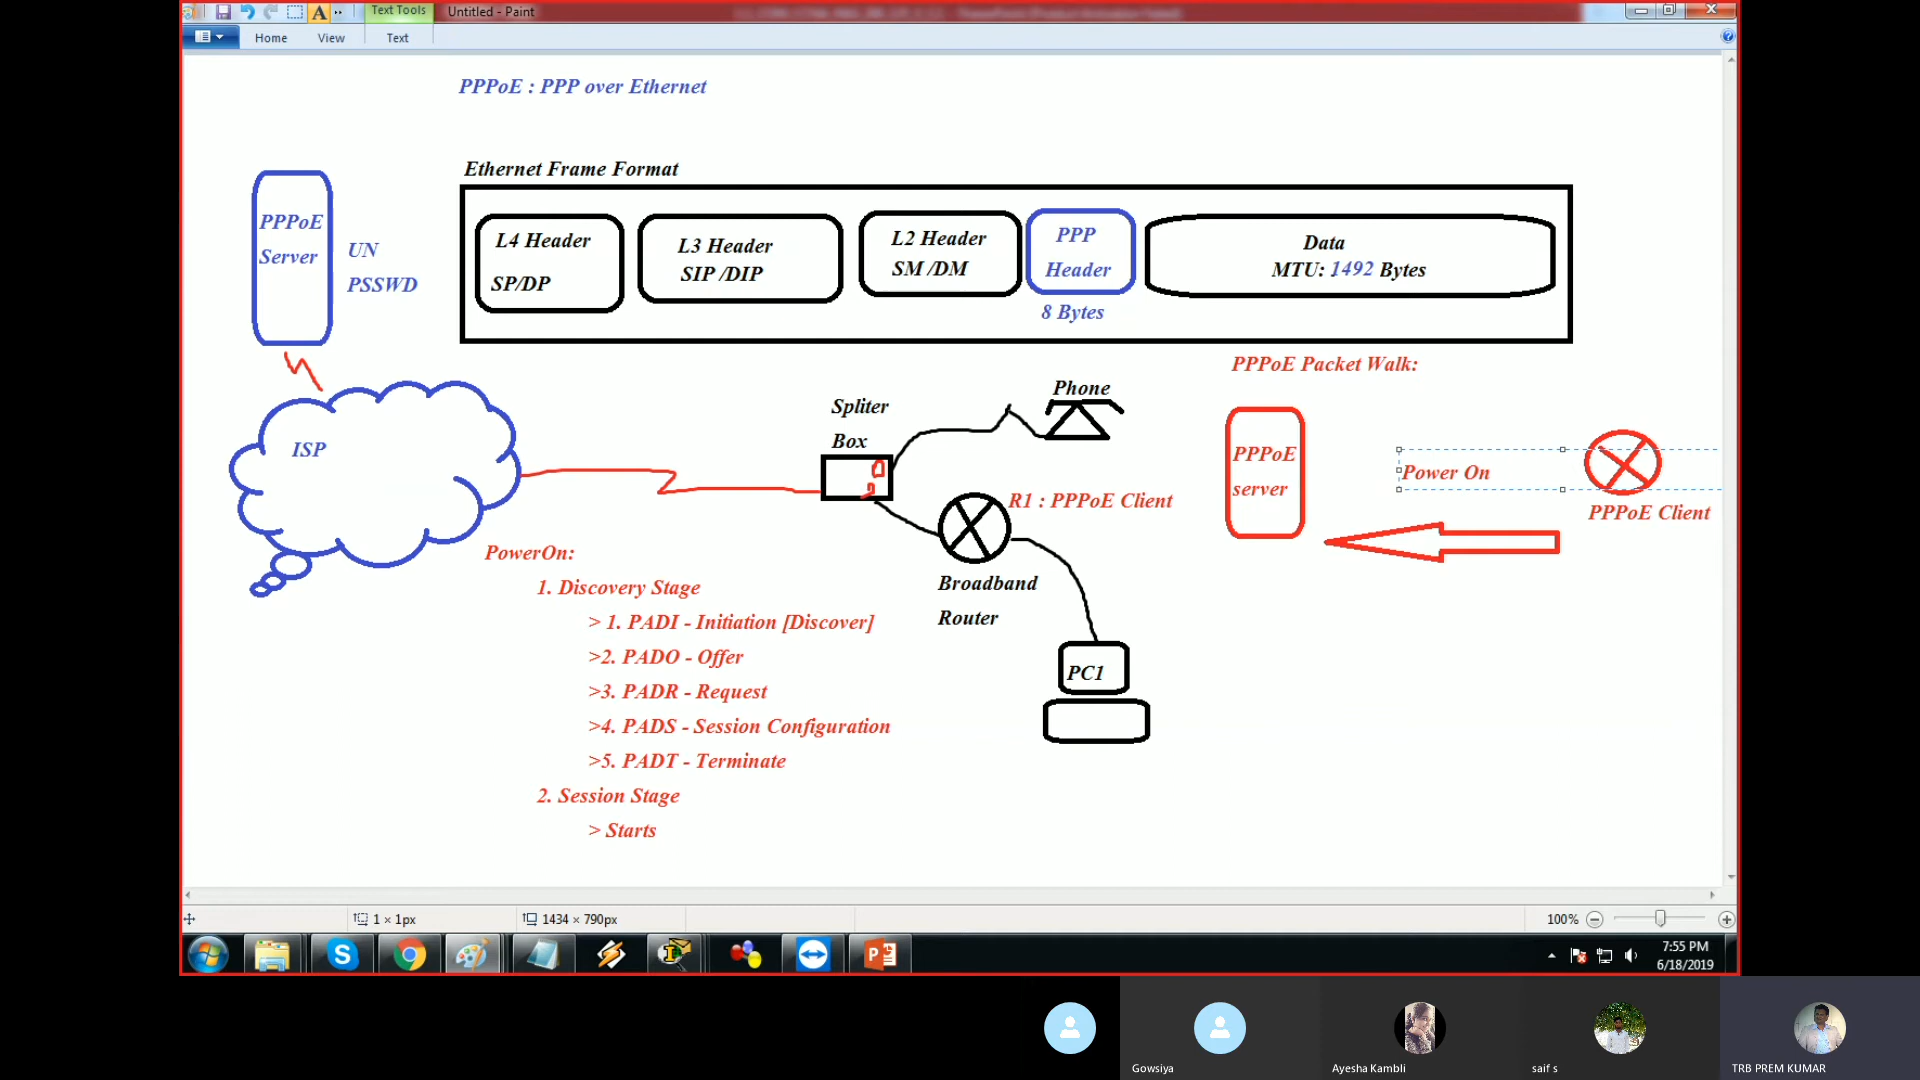 Text Tools
Untitled - Paint
Home
View
Text
PPPoE : PPP over Ethernet
Ethernet Frame Format
PPPoE
Server
UN
PSSWD
L4 Header
SP/DP
L3 Header
SIP /DIP
L2 Header
SM /DM
PPP
Header
8 Bytes
Data
MTU: 1492 Bytes
PPPoE Packet Walk:
ISP
Spliter
Box
Phone
R1 : PPPoE Client
Broadband
Router
PC1
PPPoE
server
Power On
PPPoE Client
PowerOn:
1. Discovery Stage
> 1. PADI - Initiation [Discover]
>2. PADO - Offer
>3. PADR - Request
>4. PADS - Session Configuration
>5. PADT - Terminate
2. Session Stage
> Starts
1 × 1px
1434 × 790px
100%
7:55 PM
6/18/2019
Gowsiya
Ayesha Kambli
saif s
TRB PREM KUMAR